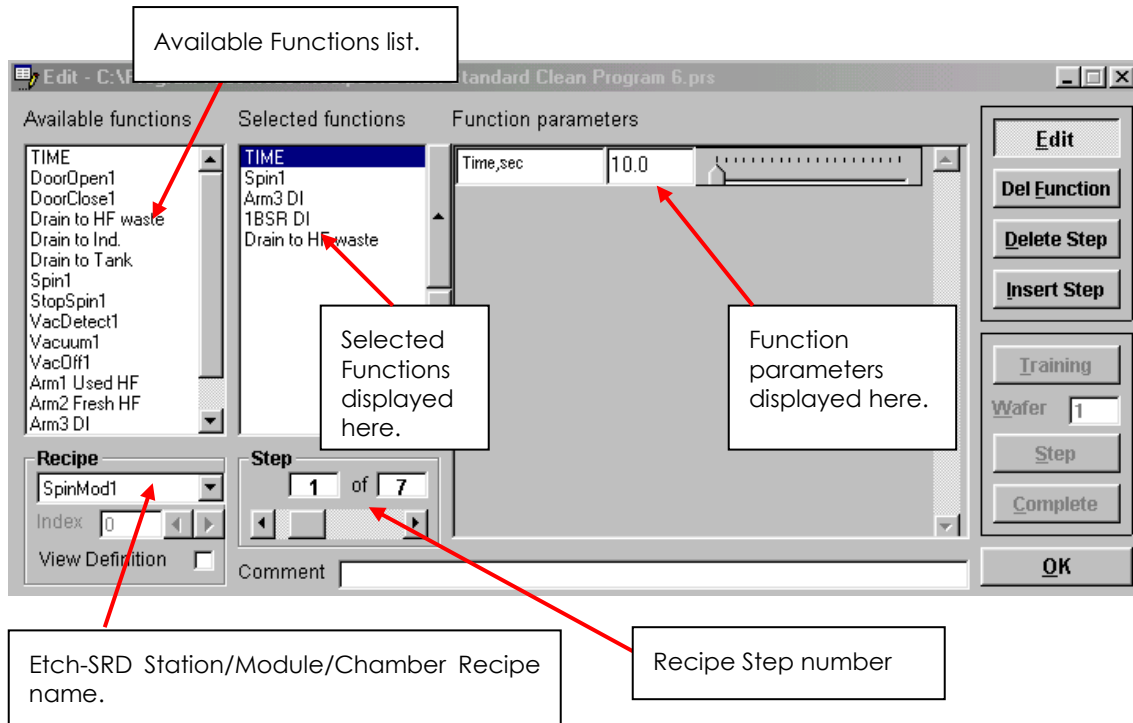 Available Functions list.
Edit - C:\
tandard Clean Program 6.prs
Available functions
Selected functions
Function parameters
TIME
DoorOpen1
DoorClose1
Drain to HF waste
Drain to Ind.
Drain to Tank
Spin1
StopSpin1
VacDetect1
Vacuum1
VacOff1
Arm1 Used HF
Arm2 Fresh HF
Arm3 DI
TIME
Spin1
Arm3 DI
1BSR DI
Drain to HF waste
Time,sec 10.0
Selected
Functions
displayed
here.
Function
parameters
displayed here.
Edit
Del Function
Delete Step
Insert Step
Training
Wafer 1
Step
Complete
OK
Recipe
SpinMod1
Index 0
View Definition
Step
1 of 7
Comment
Etch-SRD Station/Module/Chamber Recipe
name.
Recipe Step number